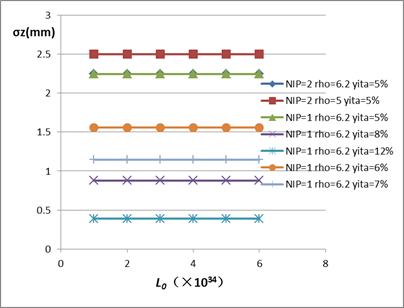 σz(mm)
3
2.5
2
1.5
1
0.5
0
0 2 4 6 8
L₀（×10³⁴）
NIP=2 rho=6.2 yita=5%
NIP=2 rho=5 yita=5%
NIP=1 rho=6.2 yita=5%
NIP=1 rho=6.2 yita=8%
NIP=1 rho=6.2 yita=12%
NIP=1 rho=6.2 yita=6%
NIP=1 rho=6.2 yita=7%